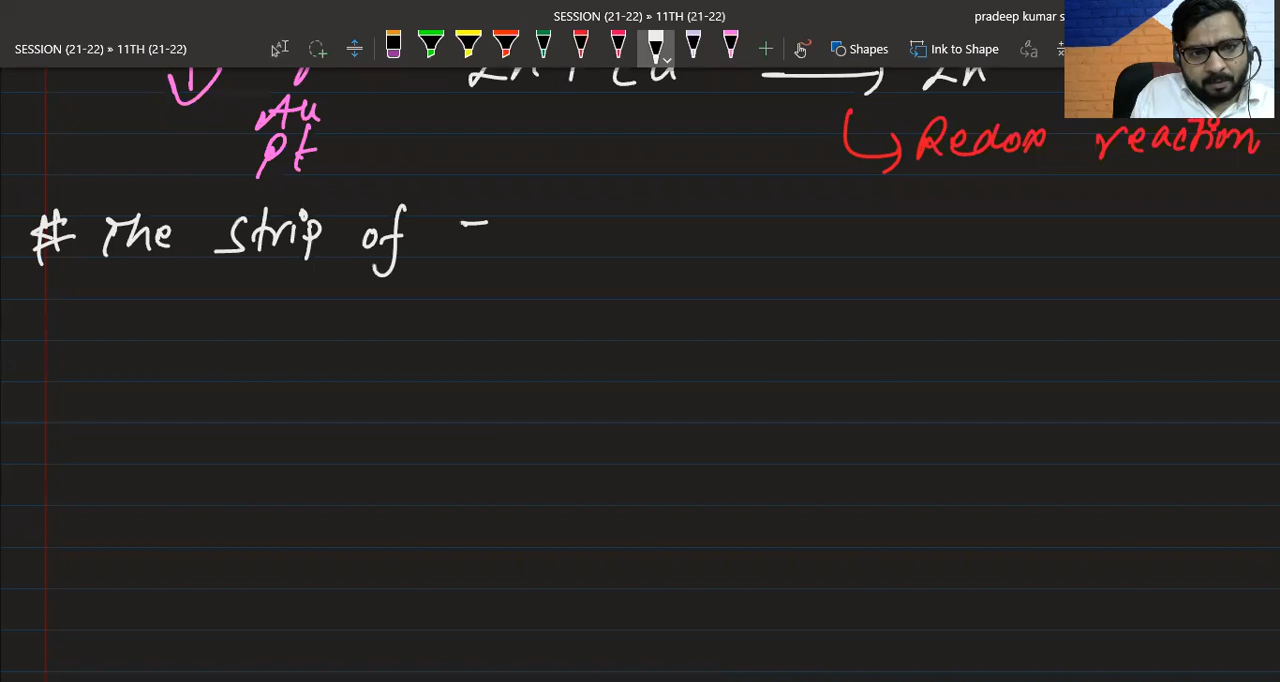 SESSION (21-22) » 11TH (21-22)
pradeep kumar s
SESSION (21-22) » 11TH (21-22)
Shapes
Ink to Shape
Au
Pt
Redox reaction
# The strip of